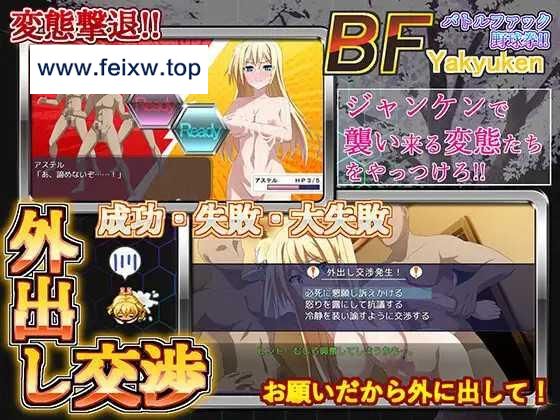 変態撃退!!
www.feixw.top
Ready
Ready
アステル
「あ、諦めないぞ……！」
アステル
HP3/5
BF
バトルファック
野球拳!!
Yakyuken
ジャンケンで
襲い来る変態たち
をやっつけろ!!
成功・失敗・大失敗
外出し交渉
外出し交渉発生！
必死に懇願し訴えかける
怒りを露にして抗議する
冷静を装い諭すように交渉する
お願いだから外に出して！